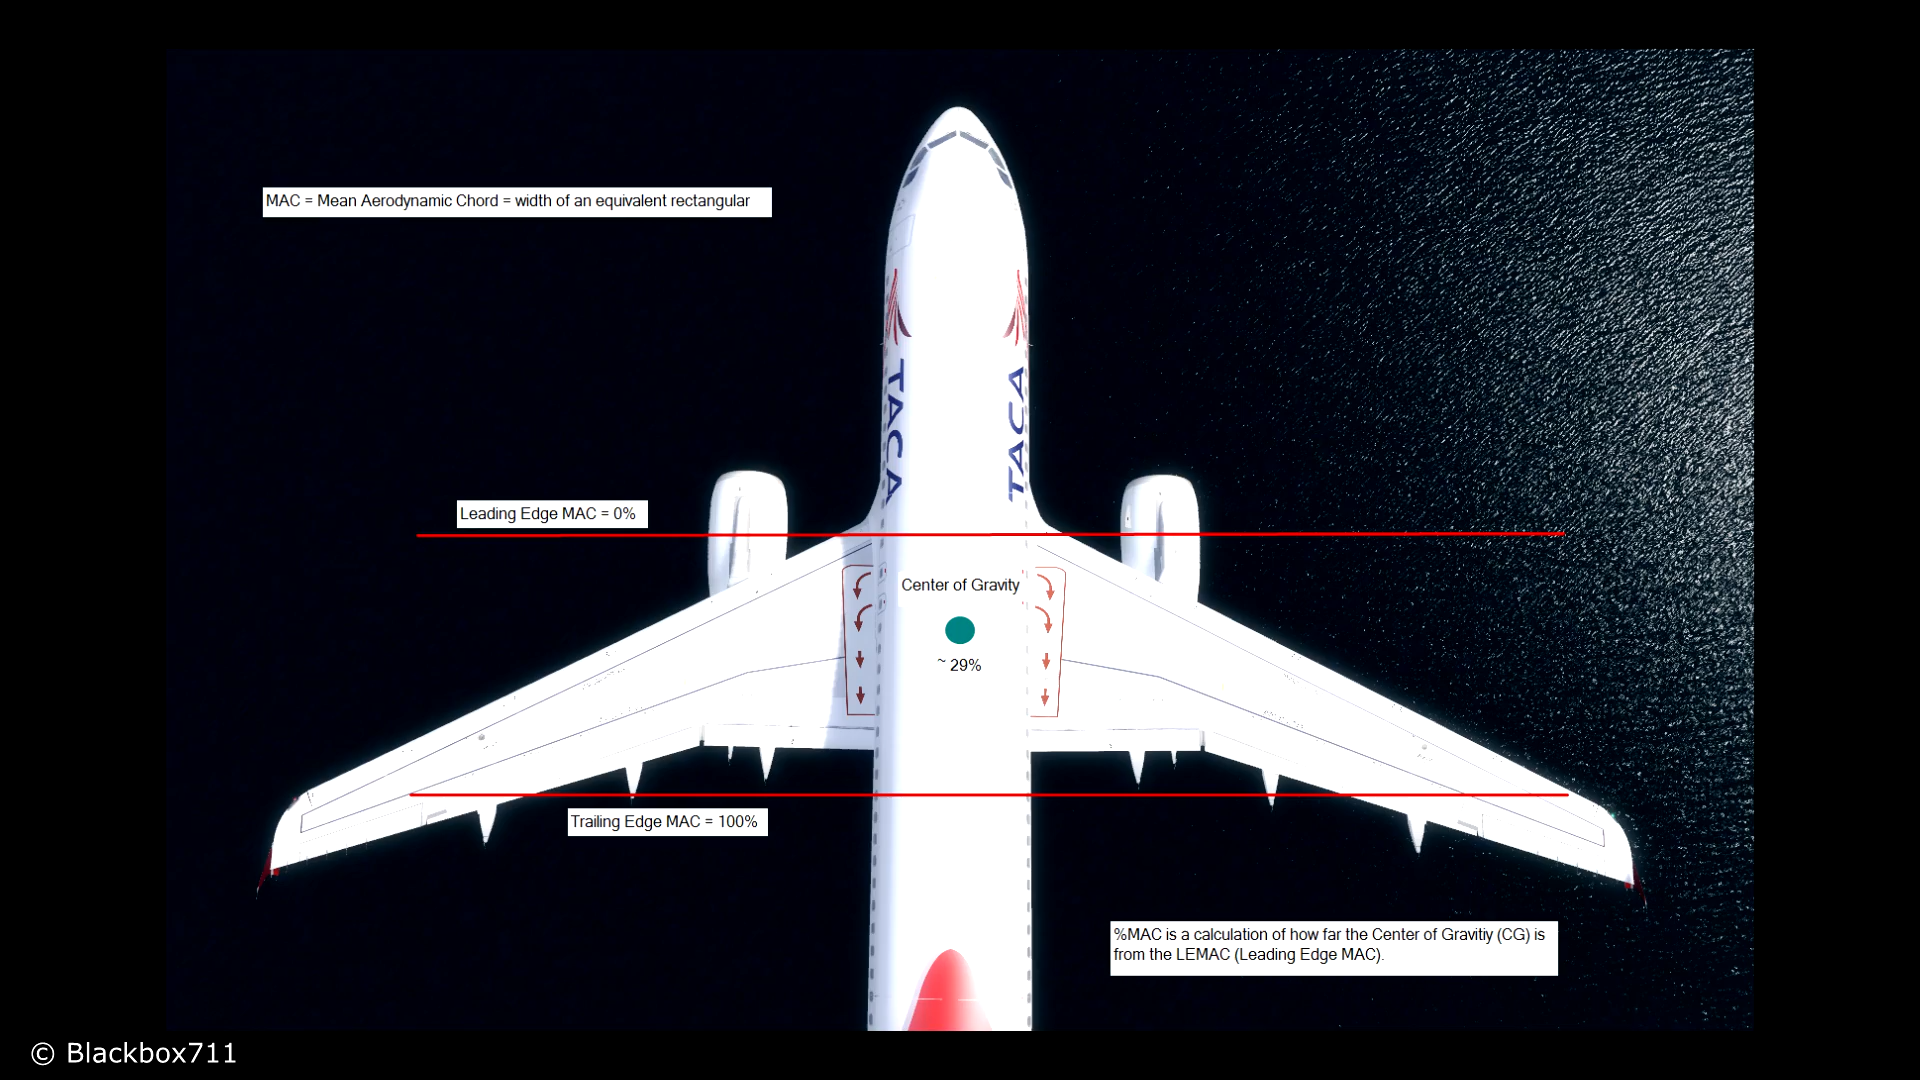 MAC = Mean Aerodynamic Chord = width of an equivalent rectangular
TACA
TACA
Leading Edge MAC = 0%
Center of Gravity
~ 29%
Trailing Edge MAC = 100%
%MAC is a calculation of how far the Center of Gravitiy (CG) is
from the LEMAC (Leading Edge MAC).
© Blackbox711